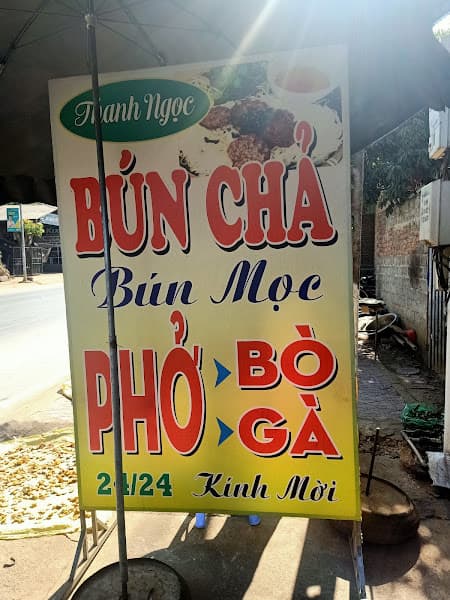 Thanh Ngọc
BÚN CHẢ
Bún Mọc
PHỞ BÒ
GÀ
24/24 Kính Mời